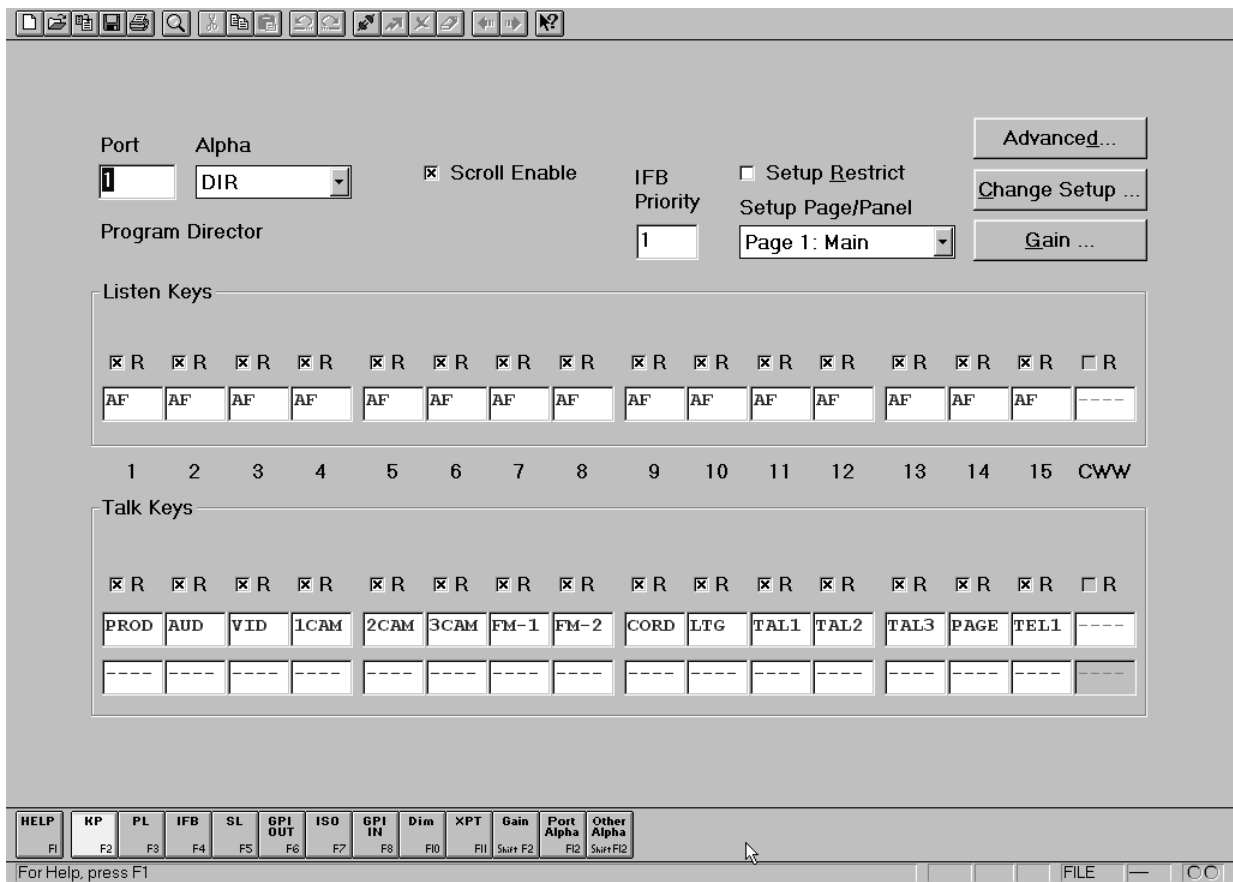 Port Alpha
1 DIR
Scroll Enable
IFB Priority
1
Setup Restrict
Setup Page/Panel
Page 1: Main
Advanced...
Change Setup ...
Gain ...
Program Director
Listen Keys
R R R R R R R R R R R R R R R R
AF AF AF AF AF AF AF AF AF AF AF AF AF AF AF ----
1 2 3 4 5 6 7 8 9 10 11 12 13 14 15 CWW
Talk Keys
R R R R R R R R R R R R R R R R
PROD AUD VID 1CAM 2CAM 3CAM FM-1 FM-2 CORD LTG TAL1 TAL2 TAL3 PAGE TEL1 ----
---- ---- ---- ---- ---- ---- ---- ---- ---- ---- ---- ---- ---- ---- ---- ----
HELP KP PL IFB SL GPI OUT ISO GPI IN Dim XPT Gain Port Alpha Other Alpha
F1 F2 F3 F4 F5 F6 F7 F8 F10 F11 Shift F2 F12 Shift F12
For Help, press F1 FILE